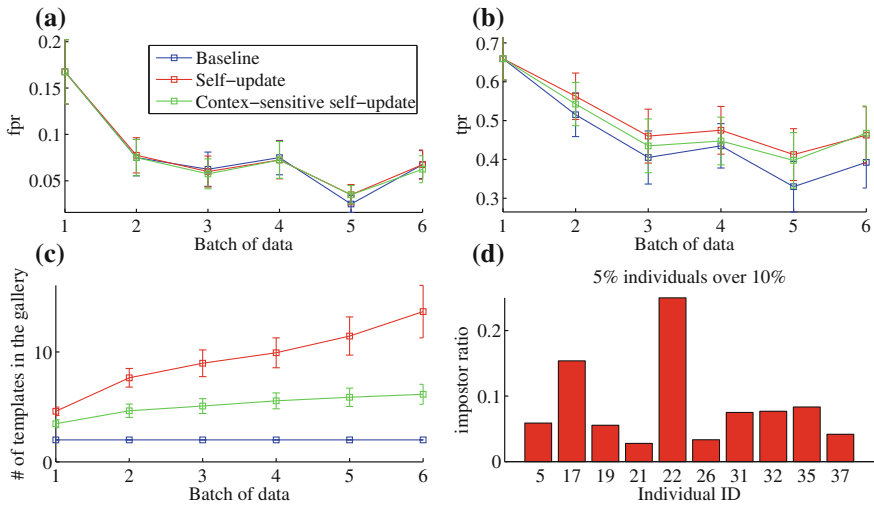 (a)
0.2
0.15
0.1
0.05
fpr
Baseline
Self-update
Contex-sensitive self-update
1 2 3 4 5 6
Batch of data
(b)
0.7
0.6
0.5
0.4
0.3
tpr
1 2 3 4 5 6
Batch of data
(c)
10
0
# of templates in the gallery
1 2 3 4 5 6
Batch of data
(d)
5% individuals over 10%
0.2
0.1
0
impostor ratio
5 17 19 21 22 26 31 32 35 37
Individual ID